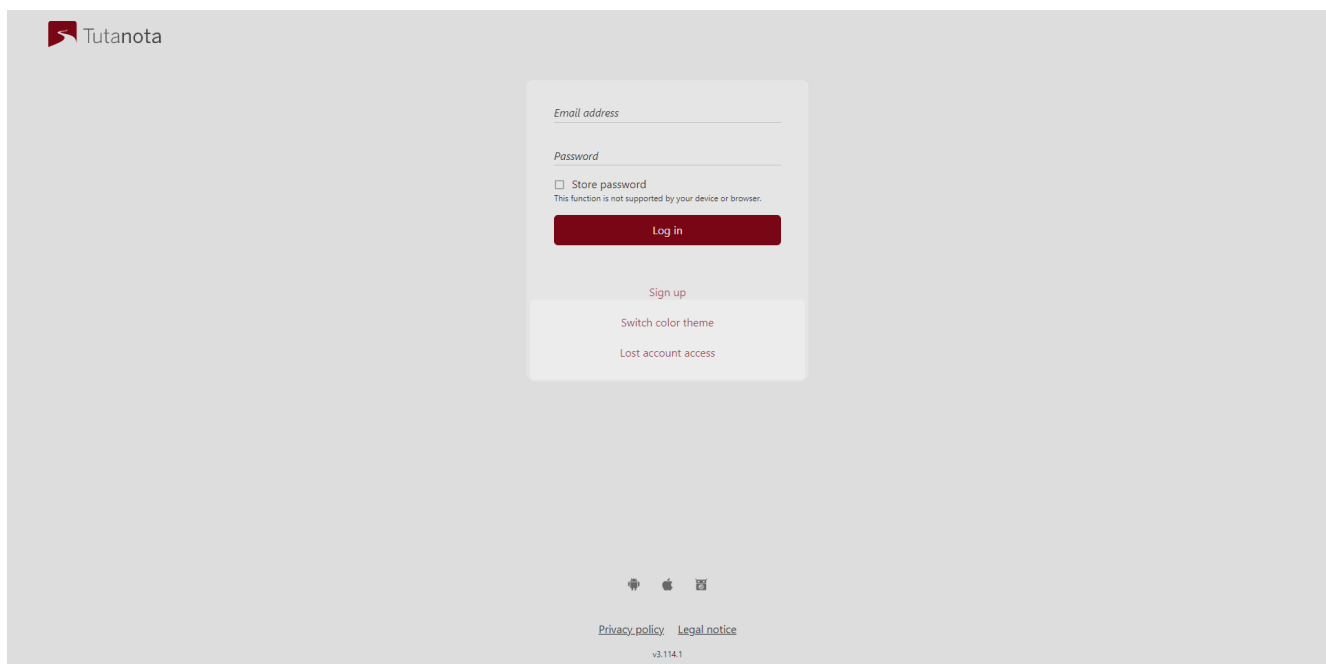 Tutanota
Email address
Password
Store password
This function is not supported by your device or browser.
Log in
Sign up
Switch color theme
Lost account access
Privacy policy Legal notice
v3.114.1